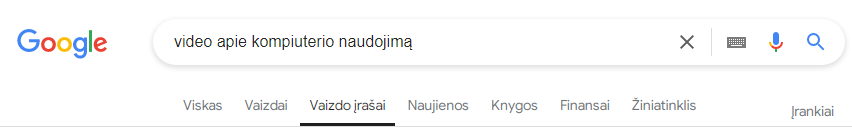 Google
video apie kompiuterio naudojimą
Viskas Vaizdai Vaizdo įrašai Naujienos Knygos Finansai Žiniatinklis Įrankiai